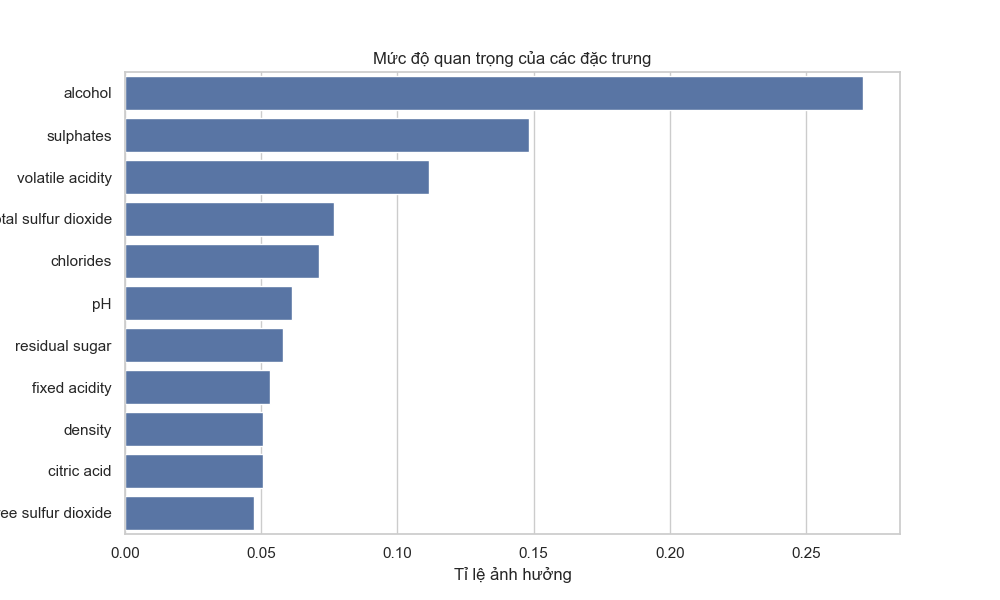 Mức độ quan trọng của các đặc trưng
alcohol
sulphates
volatile acidity
otal sulfur dioxide
chlorides
pH
residual sugar
fixed acidity
density
citric acid
ree sulfur dioxide
0.00 0.05 0.10 0.15 0.20 0.25
Tỉ lệ ảnh hưởng